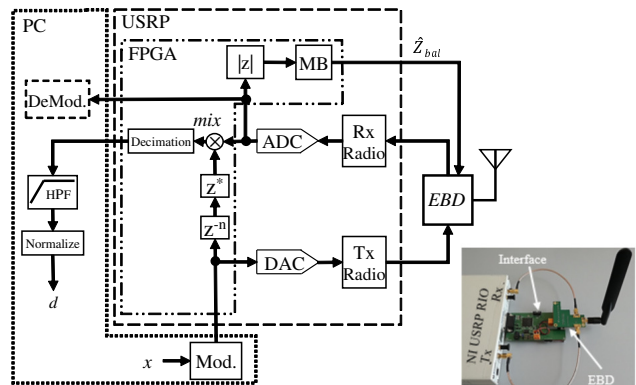 PC
USRP
FPGA
|z|
MB
Ẑbal
DeMod.
mix
Decimation
ADC
Rx
Radio
HPF
z*
EBD
Normalize
z-n
DAC
Tx
Radio
d
x
Mod.
Interface
NI USRP RIO
Rx
Tx
EBD